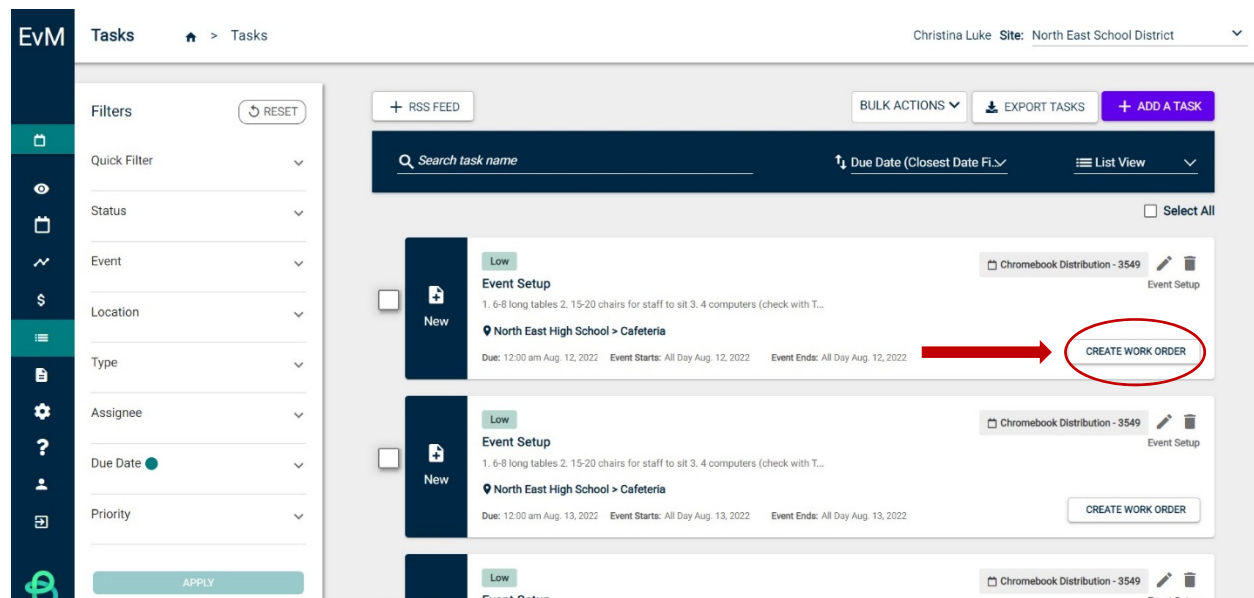 EvM
Tasks
> Tasks
Christina Luke Site: North East School District
Filters
RESET
Quick Filter
Status
Event
Location
Type
Assignee
Due Date
Priority
APPLY
+ RSS FEED
BULK ACTIONS
EXPORT TASKS
+ ADD A TASK
Search task name
Due Date (Closest Date Fi..
List View
Select All
New
Low
Event Setup
1. 6-8 long tables 2. 15-20 chairs for staff to sit 3. 4 computers (check with T...
North East High School > Cafeteria
Due: 12:00 am Aug. 12, 2022 Event Starts: All Day Aug. 12, 2022 Event Ends: All Day Aug. 12, 2022
Chromebook Distribution - 3549
Event Setup
CREATE WORK ORDER
New
Low
Event Setup
1. 6-8 long tables 2. 15-20 chairs for staff to sit 3. 4 computers (check with T...
North East High School > Cafeteria
Due: 12:00 am Aug. 13, 2022 Event Starts: All Day Aug. 13, 2022 Event Ends: All Day Aug. 13, 2022
Chromebook Distribution - 3549
Event Setup
CREATE WORK ORDER
Low
Event Setup
Chromebook Distribution - 3549